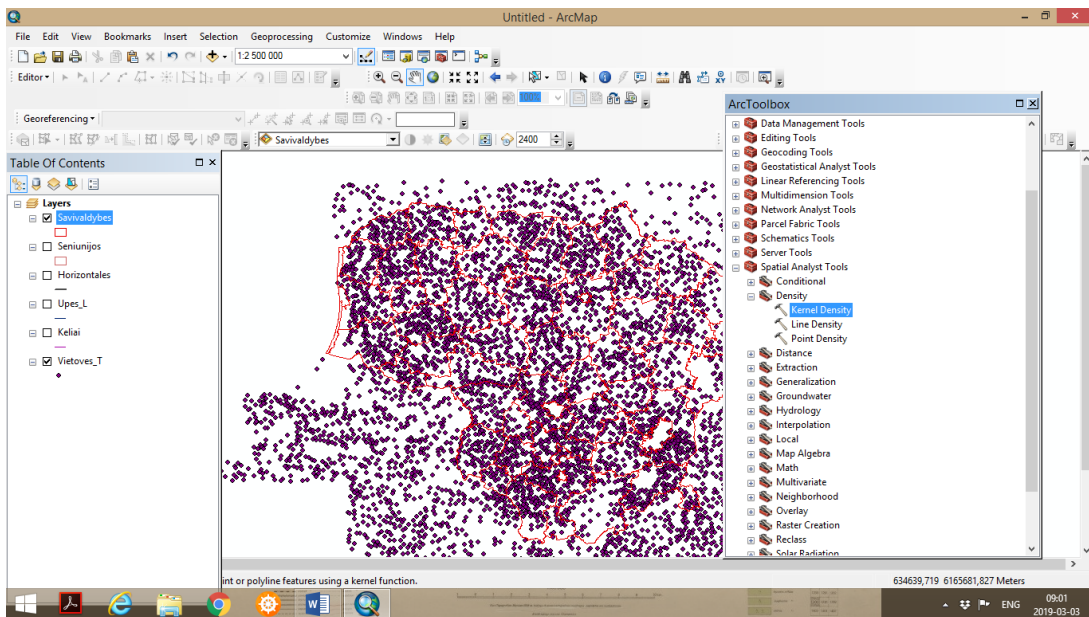 Untitled - ArcMap
File Edit View Bookmarks Insert Selection Geoprocessing Customize Windows Help
1:2 500 000
Editor
100%
Georeferencing
Savivaldybes
2400
Table Of Contents
Layers
Savivaldybes
Seniunijos
Horizontales
Upes_L
Keliai
Vietoves_T
ArcToolbox
Data Management Tools
Editing Tools
Geocoding Tools
Geostatistical Analyst Tools
Linear Referencing Tools
Multidimension Tools
Network Analyst Tools
Parcel Fabric Tools
Schematics Tools
Server Tools
Spatial Analyst Tools
Conditional
Density
Kernel Density
Line Density
Point Density
Distance
Extraction
Generalization
Groundwater
Hydrology
Interpolation
Local
Map Algebra
Math
Multivariate
Neighborhood
Overlay
Raster Creation
Reclass
Solar Radiation
int or polyline features using a kernel function.
634639,719 6165681,827 Meters
ENG
09:01
2019-03-03